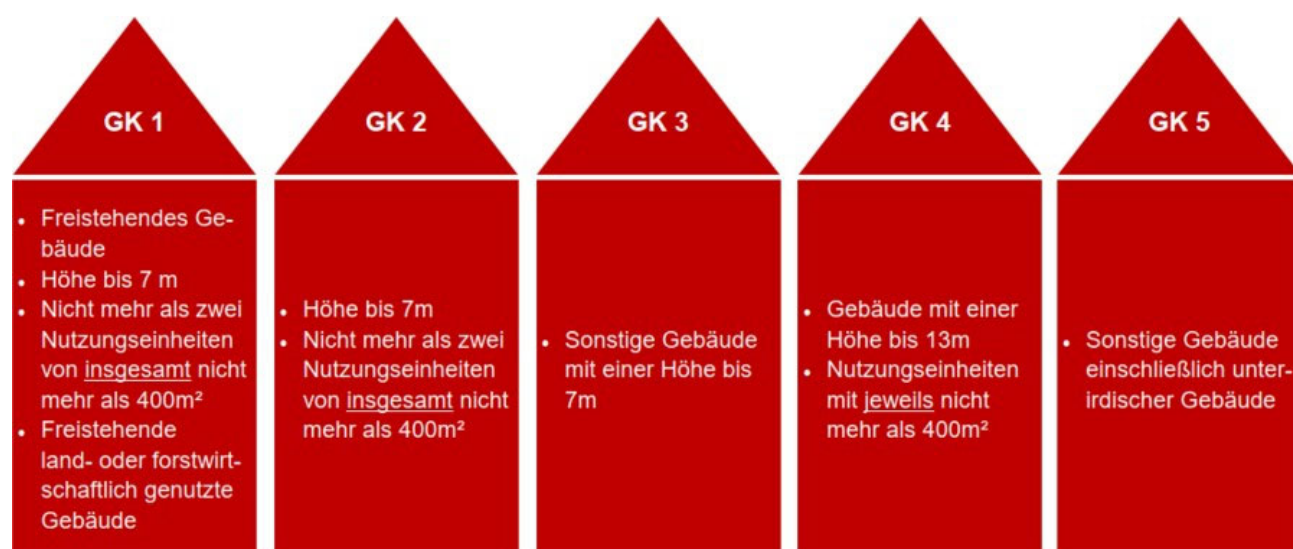 GK 1
• Freistehendes Ge-
bäude
• Höhe bis 7 m
• Nicht mehr als zwei
Nutzungseinheiten
von insgesamt nicht
mehr als 400m²
• Freistehende
land- oder forstwirt-
schaftlich genutzte
Gebäude
GK 2
• Höhe bis 7m
• Nicht mehr als zwei
Nutzungseinheiten
von insgesamt nicht
mehr als 400m²
GK 3
• Sonstige Gebäude
mit einer Höhe bis
7m
GK 4
• Gebäude mit einer
Höhe bis 13m
• Nutzungseinheiten
mit jeweils nicht
mehr als 400m²
GK 5
• Sonstige Gebäude
einschließlich unter-
irdischer Gebäude